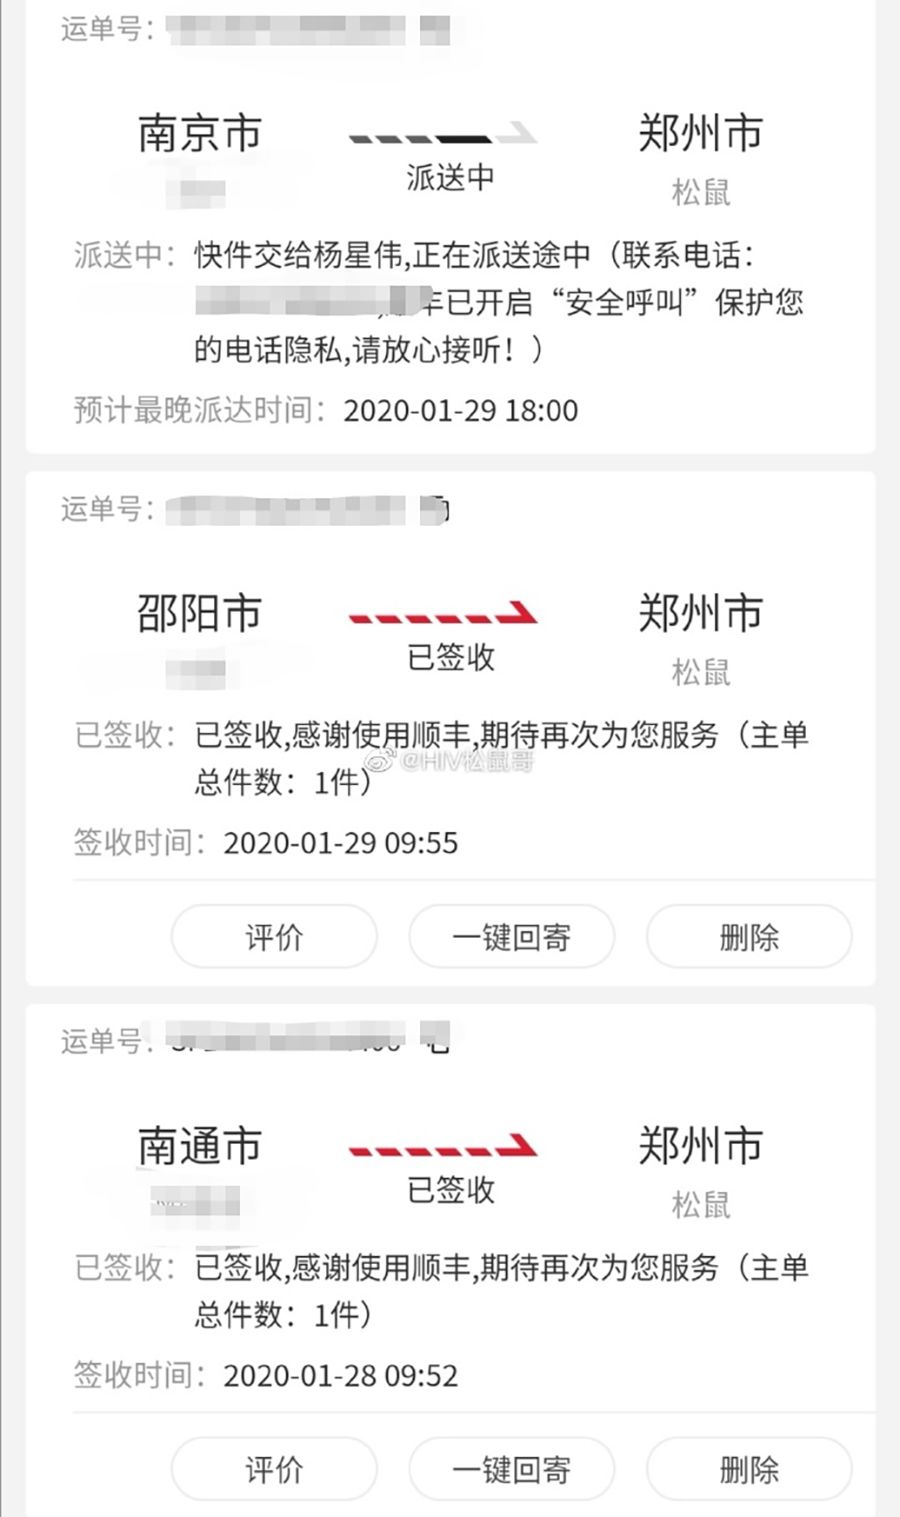 运单号：
南京市
郑州市
派送中
松鼠
派送中：
快件交给杨星伟,正在派送途中（联系电话：
已开启“安全呼叫”保护您
的电话隐私,请放心接听！）
预计最晚派达时间：2020-01-29 18:00
运单号：
邵阳市
郑州市
已签收
松鼠
已签收：
已签收,感谢使用顺丰,期待再次为您服务（主单
@HIV松鼠哥
总件数：1件）
签收时间：2020-01-29 09:55
评价
一键回寄
删除
运单号：
南通市
郑州市
已签收
松鼠
已签收：
已签收,感谢使用顺丰,期待再次为您服务（主单
总件数：1件）
签收时间：2020-01-28 09:52
评价
一键回寄
删除